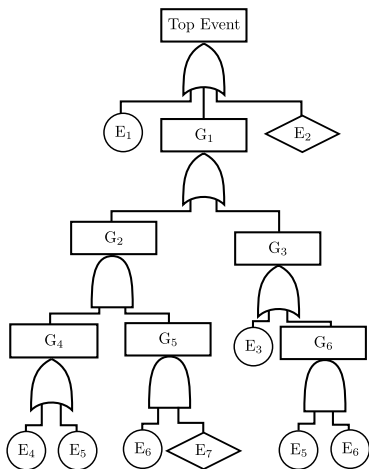 Top Event
E₁
G₁
E₂
G₂
G₃
G₄
G₅
E₃
G₆
E₄
E₅
E₆
E₇
E₅
E₆